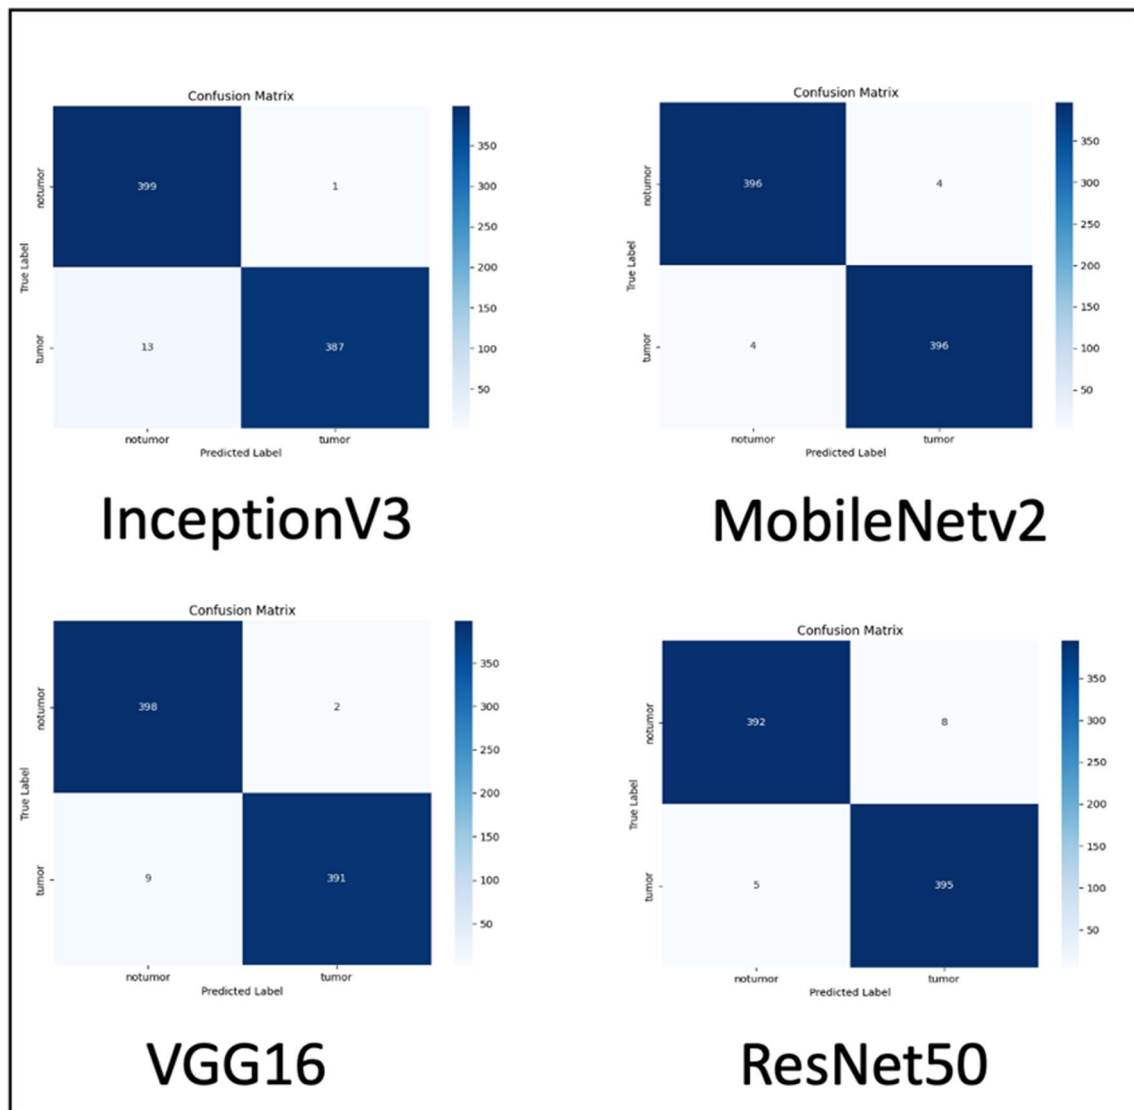 Confusion Matrix
notumor
399
1
350
300
250
200
150
100
50
True Label
tumor
13
387
notumor
tumor
Predicted Label
InceptionV3
Confusion Matrix
notumor
396
4
350
300
250
200
150
100
50
True Label
tumor
4
396
notumor
tumor
Predicted Label
MobileNetv2
Confusion Matrix
notumor
398
2
350
300
250
200
150
100
50
True Label
tumor
9
391
notumor
tumor
Predicted Label
VGG16
Confusion Matrix
notumor
392
8
350
300
250
200
150
100
50
True Label
tumor
5
395
notumor
tumor
Predicted Label
ResNet50